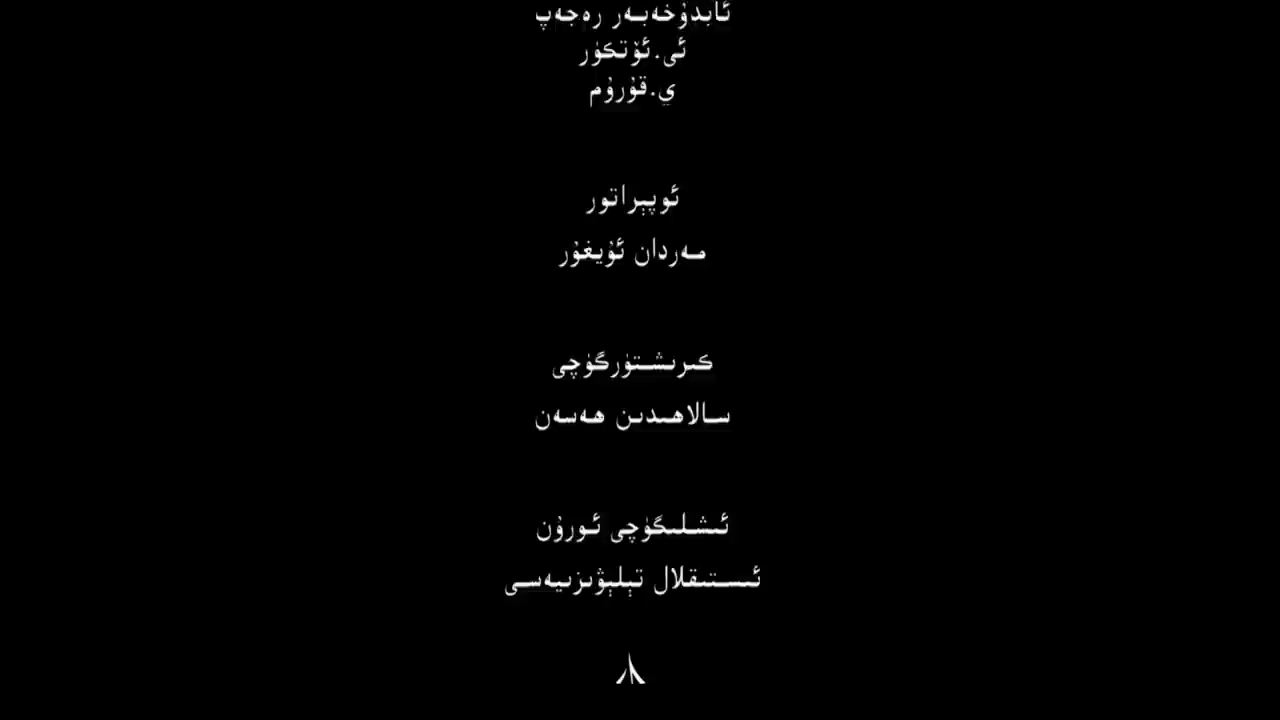 ئابدۇخەبەر رەجەپ
ئى.ئۆتكۈر
ي.قۇرۇم
ئوپېراتور
مەردان ئۇيغۇر
كىرىشتۈرگۈچى
سالاھىدىن ھەسەن
ئىشلىگۈچى ئورۇن
ئىستىقلال تېلېۋىزىيەسى